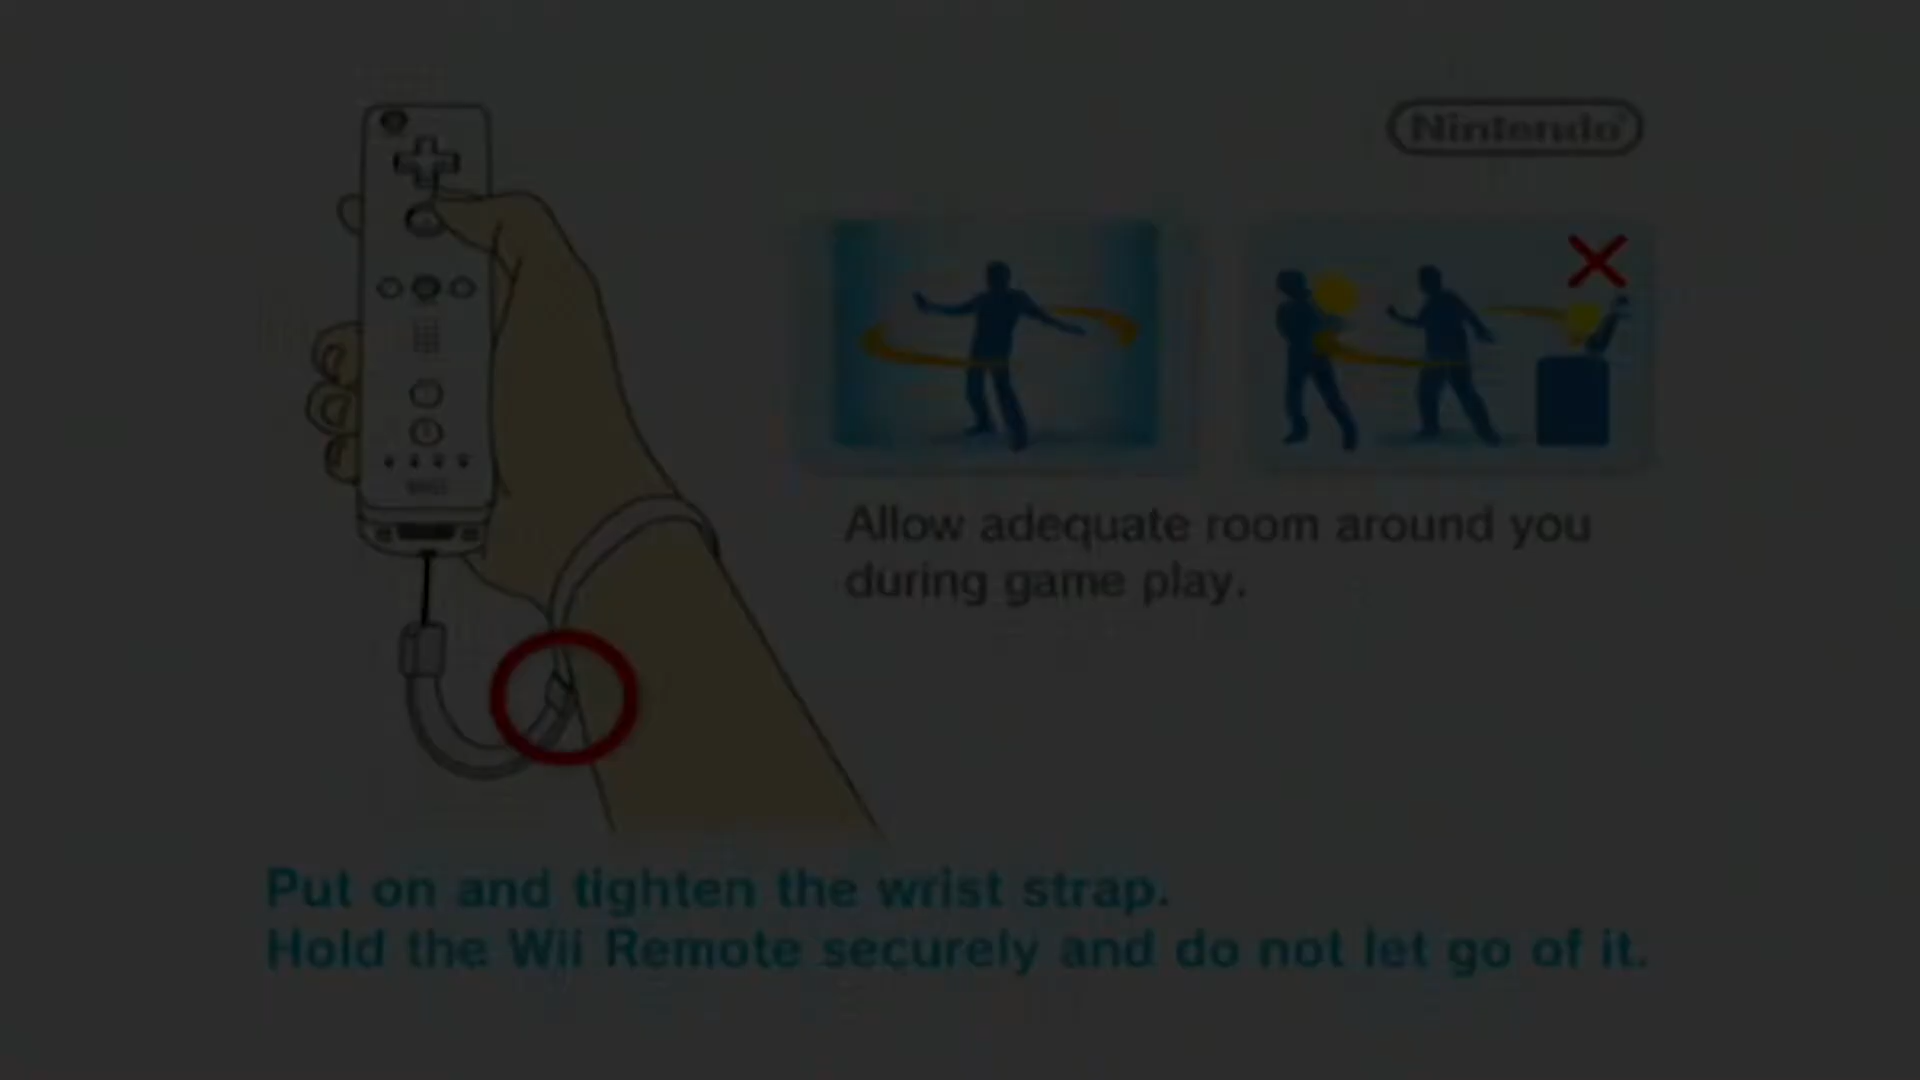 Nintendo
Allow adequate room around you
during game play.
Put on and tighten the wrist strap.
Hold the Wii Remote securely and do not let go of it.